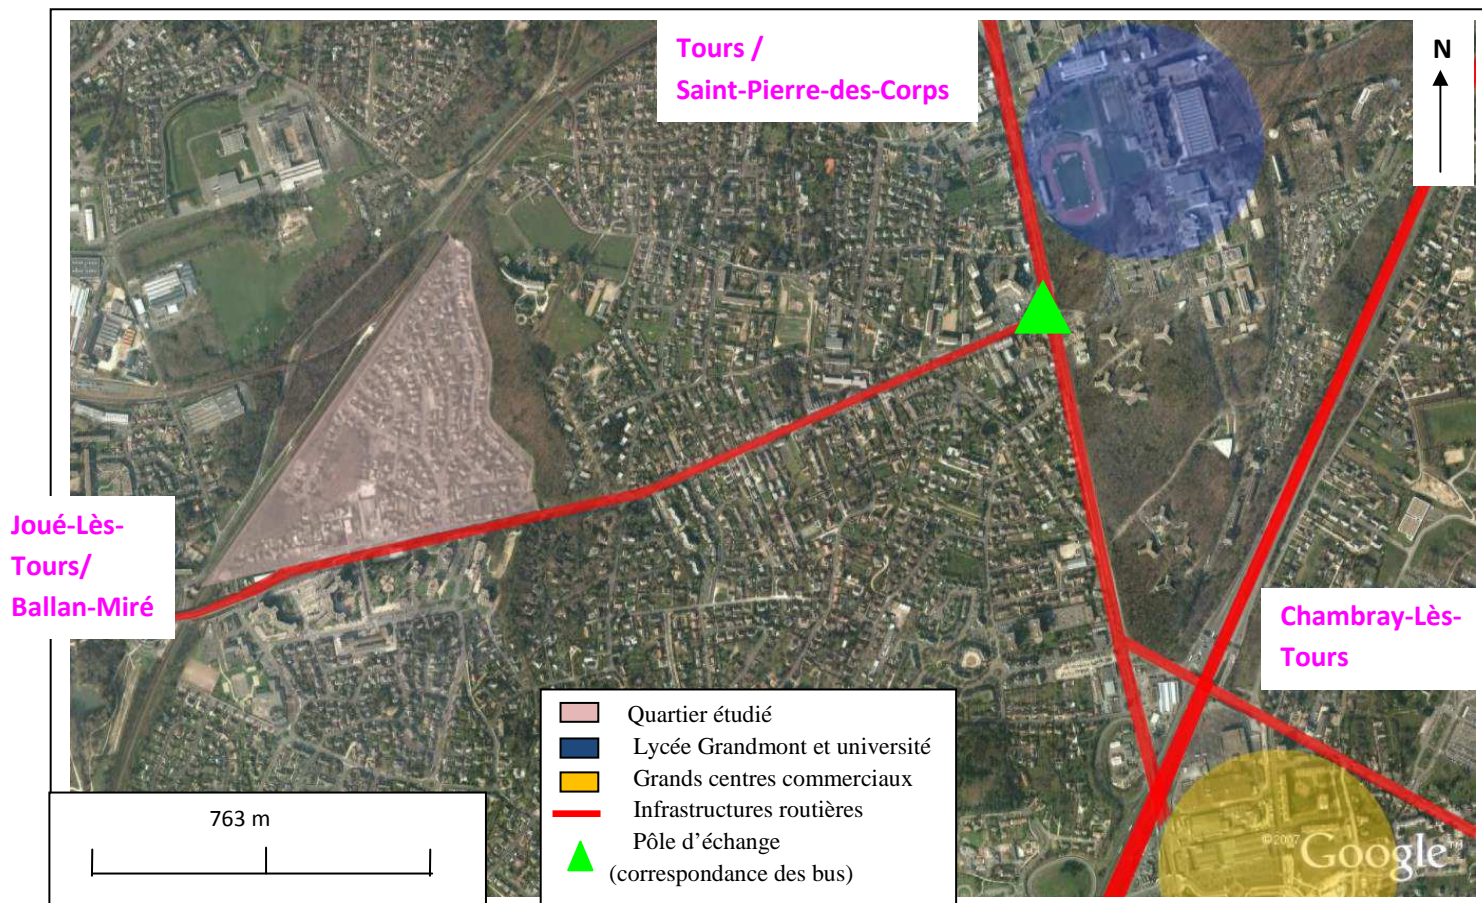 Tours /
Saint-Pierre-des-Corps
N
Joué-Lès-
Tours/
Ballan-Miré
Chambray-Lès-
Tours
Quartier étudié
Lycée Grandmont et université
Grands centres commerciaux
Infrastructures routières
Pôle d'échange
(correspondance des bus)
763 m
© 2007 Google